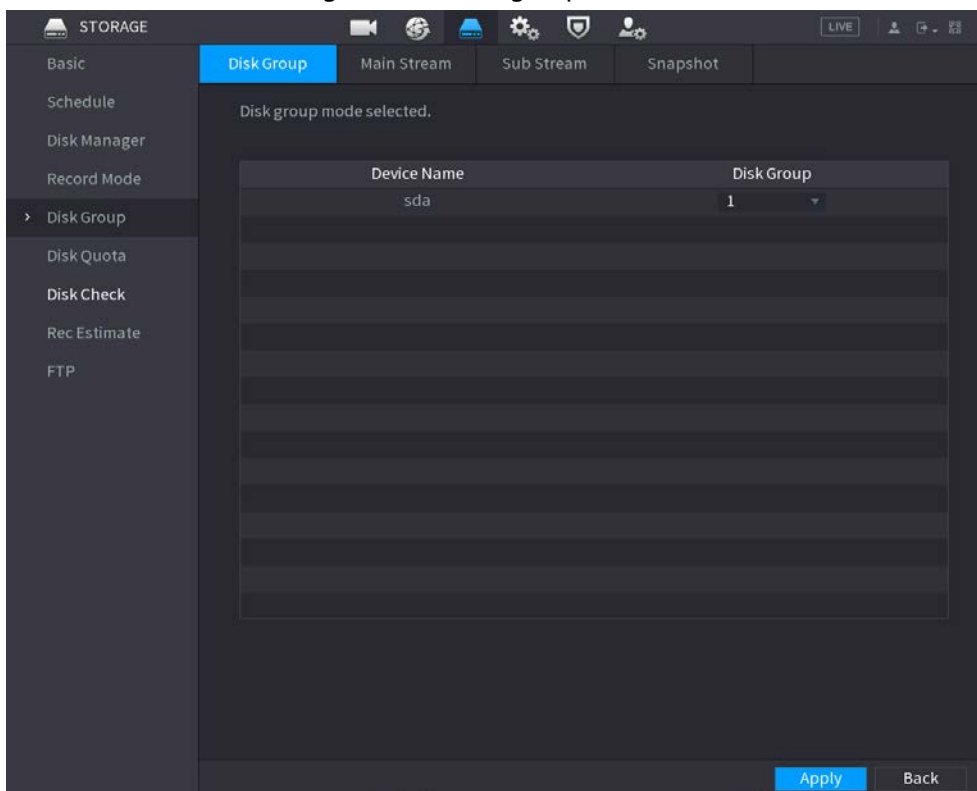 STORAGE
LIVE
Basic
Schedule
Disk Manager
Record Mode
Disk Group
Disk Quota
Disk Check
Rec Estimate
FTP
Disk Group Main Stream Sub Stream Snapshot
Disk group mode selected.
Device Name Disk Group
sda 1
Apply Back